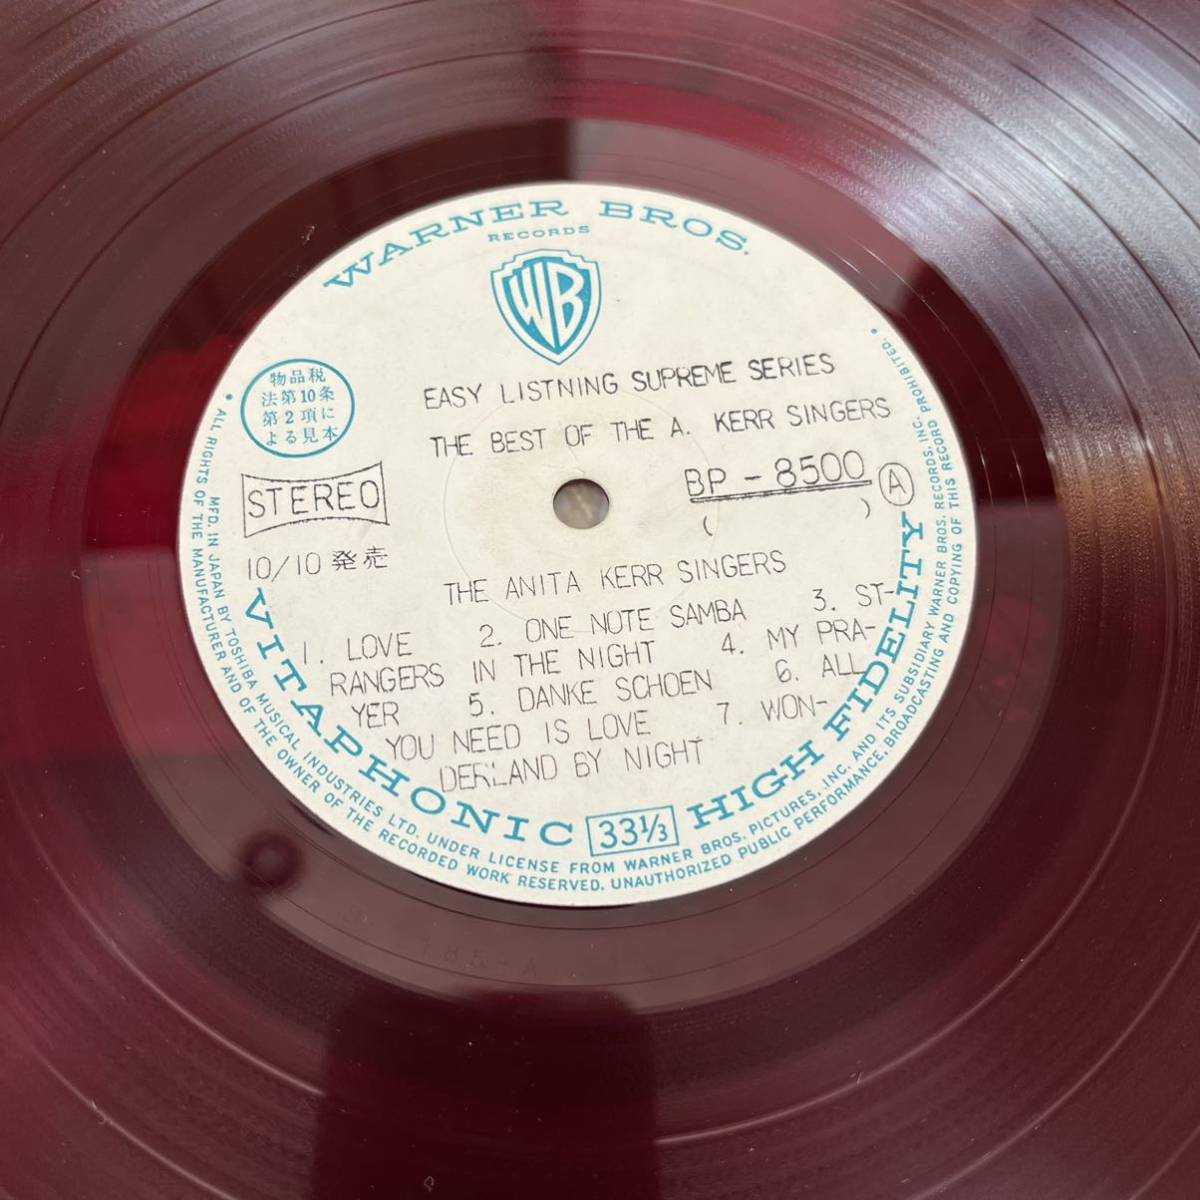 WARNER BROS.
RECORDS
WB
物品税
法第10条
第2項に
よる見本
EASY LISTNING SUPREME SERIES
THE BEST OF THE A. KERR SINGERS
STEREO
BP-8500 A
( )
10/10 発売
THE ANITA KERR SINGERS
1. LOVE 2. ONE NOTE SAMBA 3. ST-
RANGERS IN THE NIGHT 4. MY PRA-
YER 5. DANKE SCHOEN 6. ALL
YOU NEED IS LOVE 7. WON-
DERLAND BY NIGHT
VITAPHONIC 33⅓ HIGH FIDELITY
MFD. IN JAPAN BY TOSHIBA MUSICAL INDUSTRIES LTD. UNDER LICENSE FROM WARNER BROS. PICTURES, INC. AND ITS SUBSIDIARY WARNER BROS. RECORDS, INC.
• ALL RIGHTS OF THE MANUFACTURER AND OF THE OWNER OF THE RECORDED WORK RESERVED. UNAUTHORIZED PUBLIC PERFORMANCE, BROADCASTING AND COPYING OF THIS RECORD PROHIBITED. •
185-A